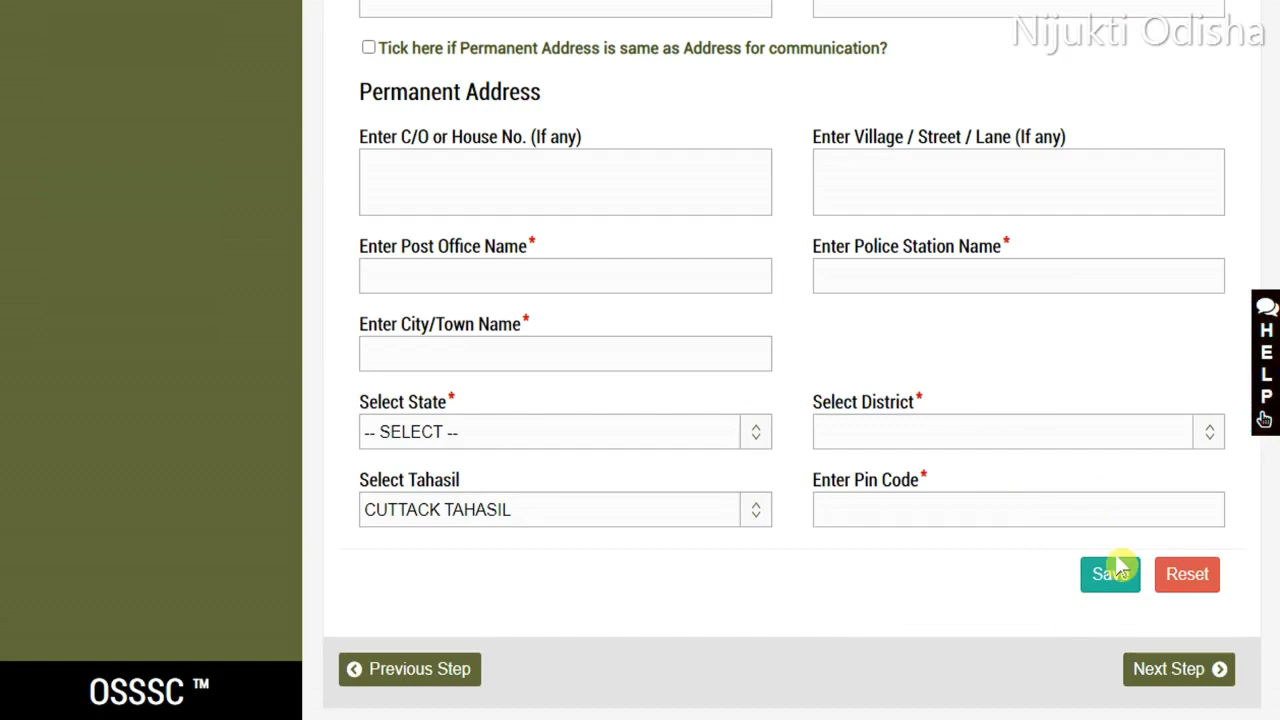 Nijukti Odisha
Tick here if Permanent Address is same as Address for communication?
Permanent Address
Enter C/O or House No. (If any) Enter Village / Street / Lane (If any)
Enter Post Office Name* Enter Police Station Name*
Enter City/Town Name*
Select State* Select District*
-- SELECT --
Select Tahasil Enter Pin Code*
CUTTACK TAHASIL
Save Reset
Previous Step Next Step
OSSSC ™
HELP